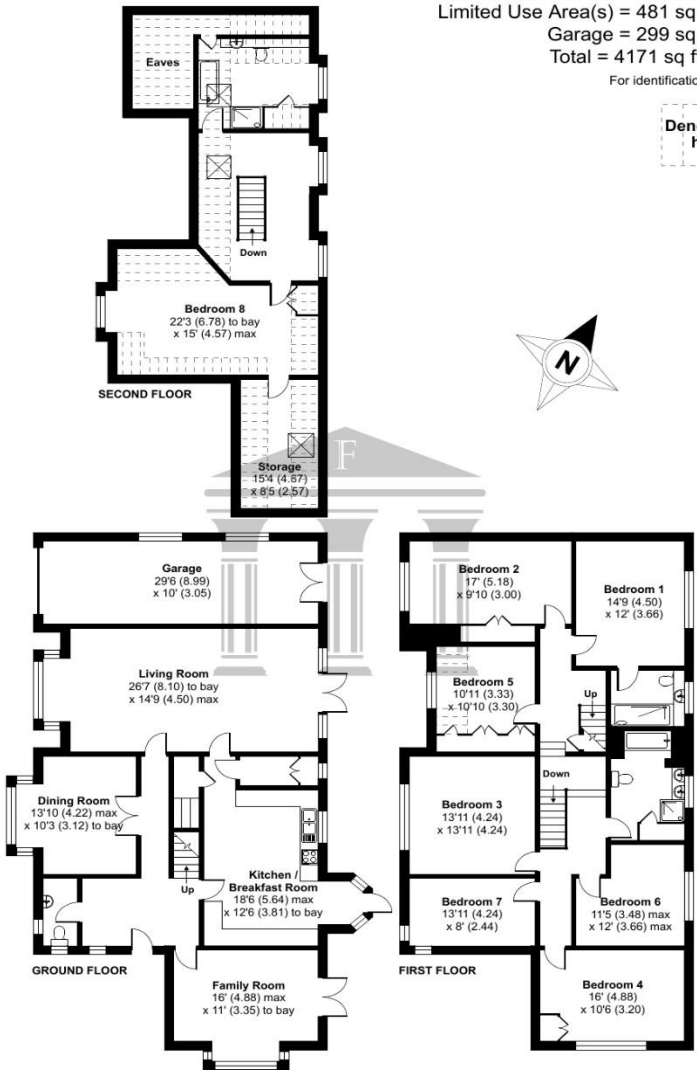 Limited Use Area(s) = 481 sq
Garage = 299 sq
Total = 4171 sq f
For identificatio
Den
h
Eaves
Down
Bedroom 8
22'3 (6.78) to bay
x 15' (4.57) max
SECOND FLOOR
N
Storage
15'4 (4.67)
x 8'5 (2.57)
F
Garage
29'6 (8.99)
x 10' (3.05)
Living Room
26'7 (8.10) to bay
x 14'9 (4.50) max
Dining Room
13'10 (4.22) max
x 10'3 (3.12) to bay
Up
Kitchen /
Breakfast Room
18'6 (5.64) max
x 12'6 (3.81) to bay
GROUND FLOOR
Family Room
16' (4.88) max
x 11' (3.35) to bay
Bedroom 2
17' (5.18)
x 9'10 (3.00)
Bedroom 1
14'9 (4.50)
x 12' (3.66)
Bedroom 5
10'11 (3.33)
x 10'10 (3.30)
Up
Down
Bedroom 3
13'11 (4.24)
x 13'11 (4.24)
Bedroom 7
13'11 (4.24)
x 8' (2.44)
Bedroom 6
11'5 (3.48) max
x 12' (3.66) max
FIRST FLOOR
Bedroom 4
16' (4.88)
x 10'6 (3.20)